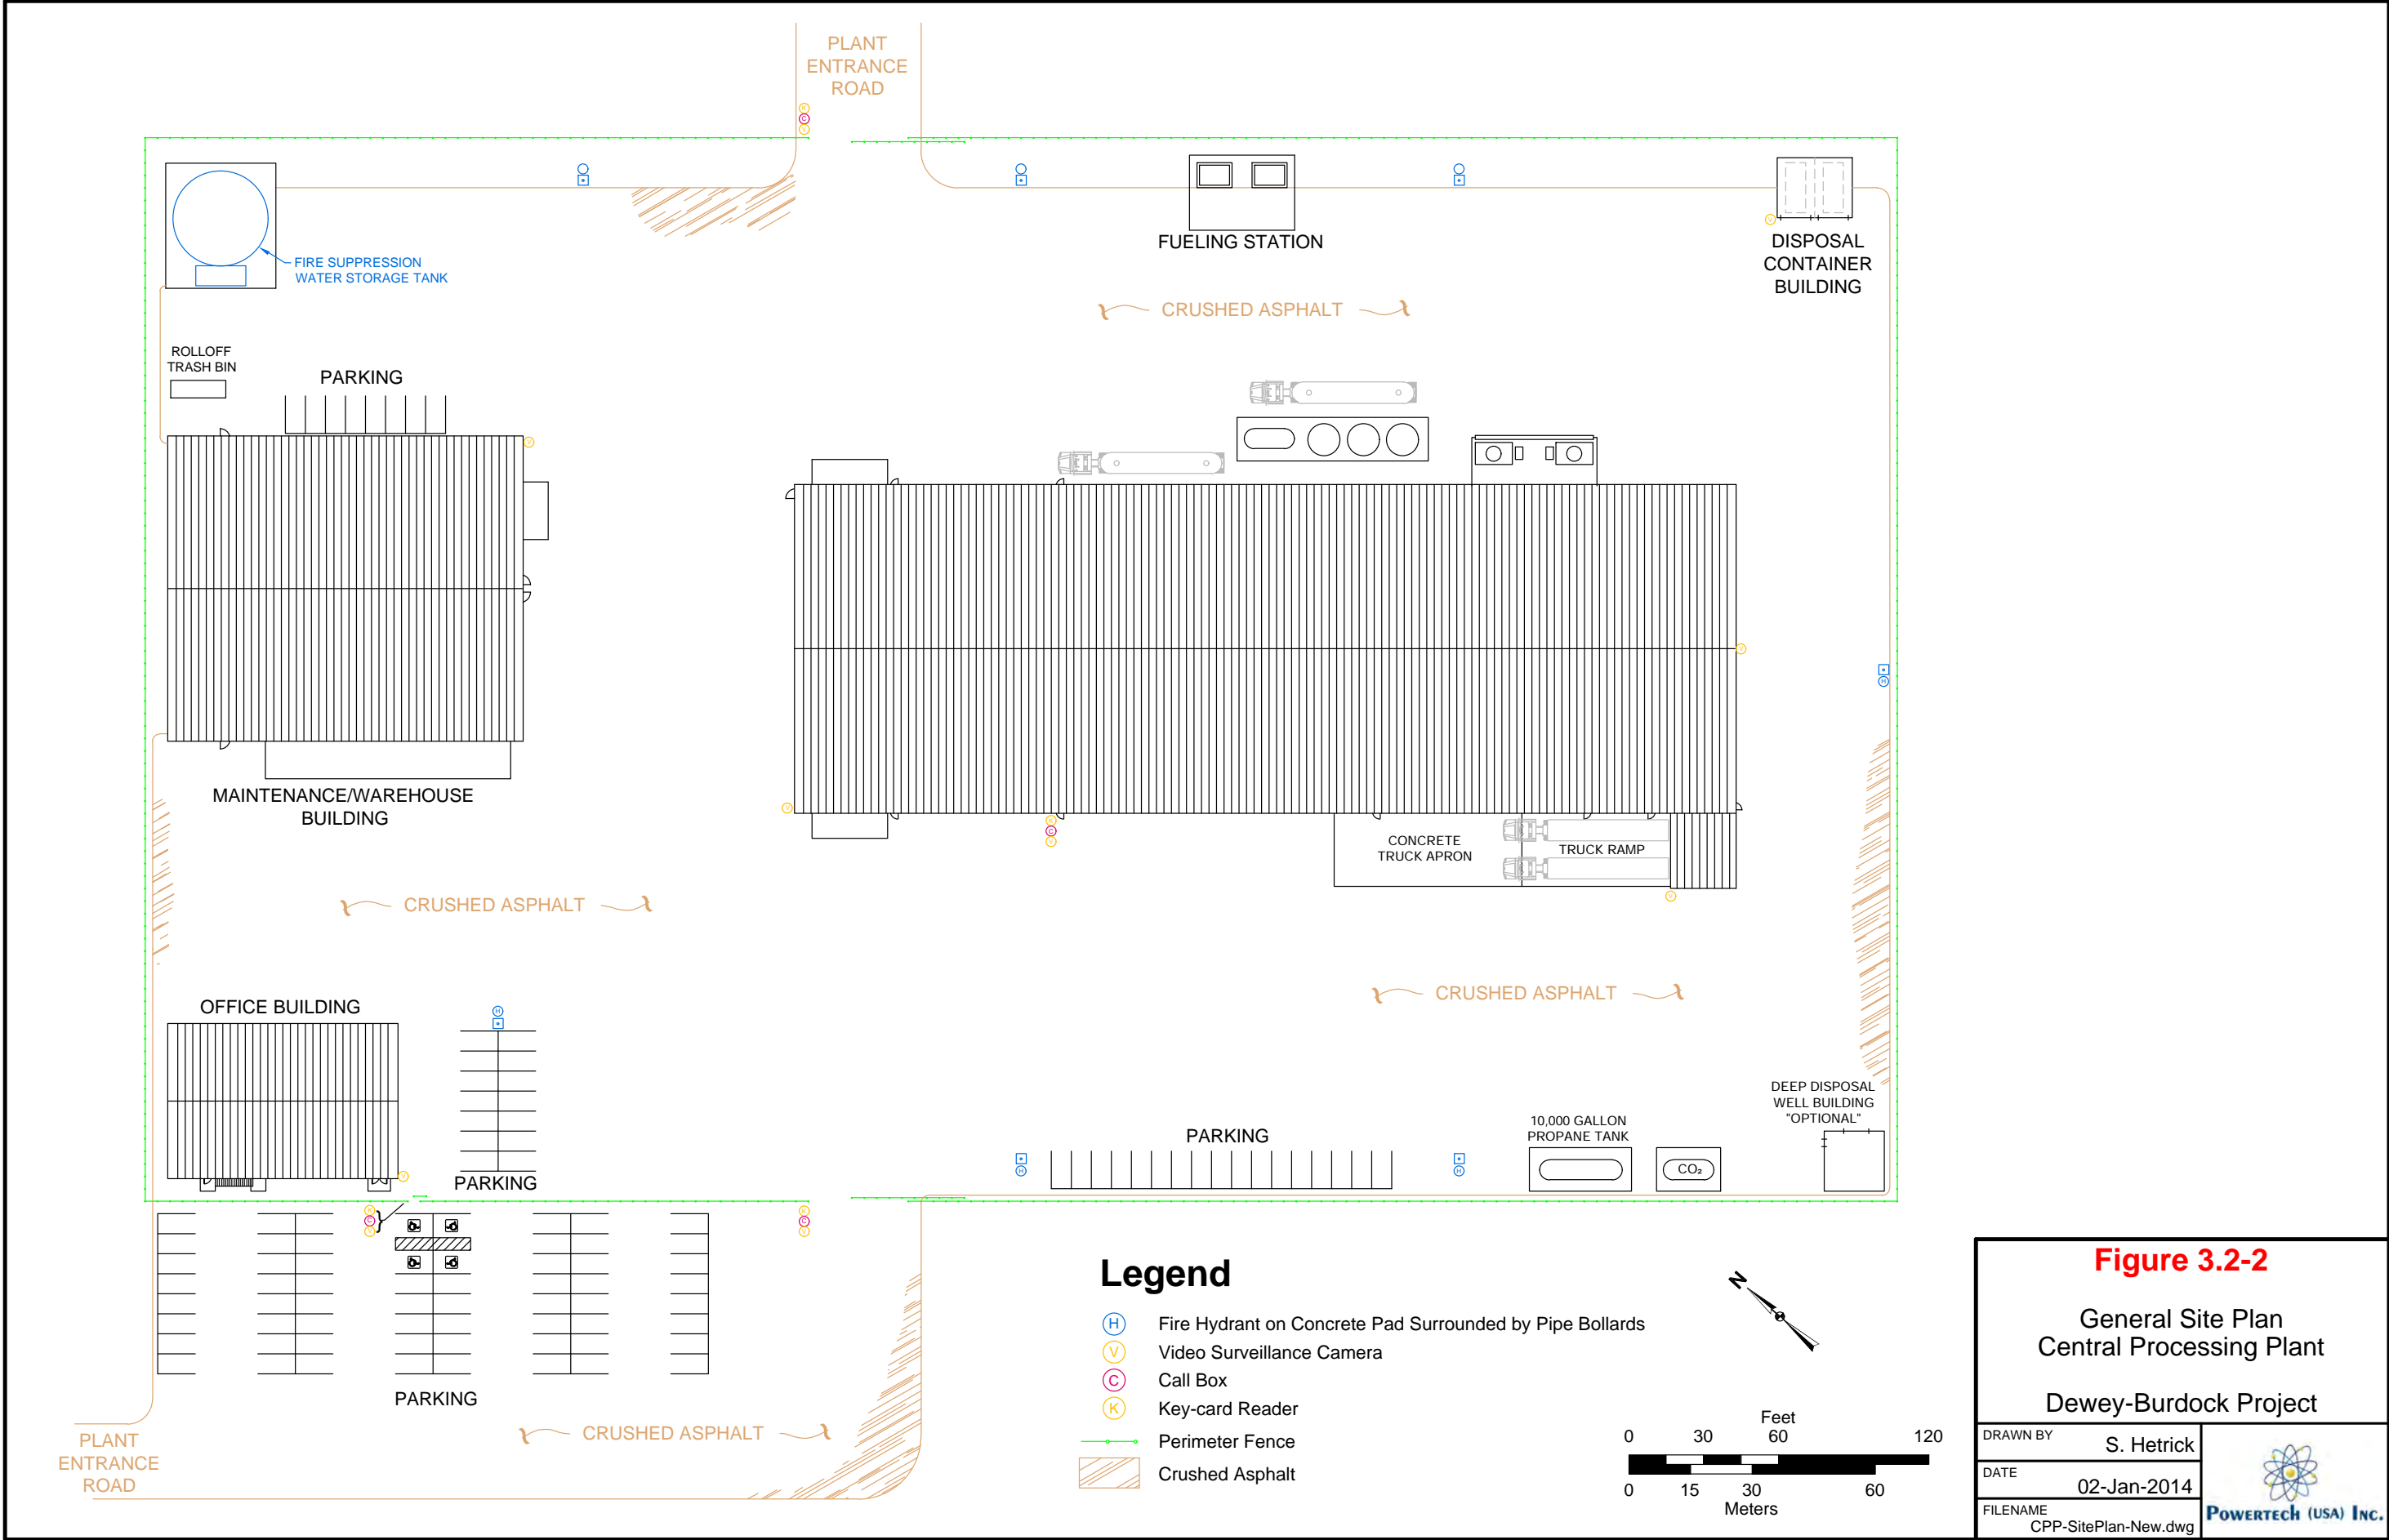 PLANT
ENTRANCE
ROAD
K
C
V
FIRE SUPPRESSION
WATER STORAGE TANK
FUELING STATION
V
DISPOSAL
CONTAINER
BUILDING
CRUSHED ASPHALT
ROLLOFF
TRASH BIN
PARKING
V
V
H
MAINTENANCE/WAREHOUSE
BUILDING
V
K
C
V
CONCRETE
TRUCK APRON
TRUCK RAMP
V
CRUSHED ASPHALT
CRUSHED ASPHALT
OFFICE BUILDING
H
V
PARKING
H
PARKING
H
10,000 GALLON
PROPANE TANK
CO₂
DEEP DISPOSAL
WELL BUILDING
"OPTIONAL"
K
C
V
K
C
V
PARKING
CRUSHED ASPHALT
PLANT
ENTRANCE
ROAD
Legend
H Fire Hydrant on Concrete Pad Surrounded by Pipe Bollards
V Video Surveillance Camera
C Call Box
K Key-card Reader
Perimeter Fence
Crushed Asphalt
N
Feet
0 30 60 120
0 15 30 60
Meters
Figure 3.2-2
General Site Plan
Central Processing Plant
Dewey-Burdock Project
DRAWN BY S. Hetrick
DATE 02-Jan-2014
FILENAME CPP-SitePlan-New.dwg
POWERTECH (USA) INC.